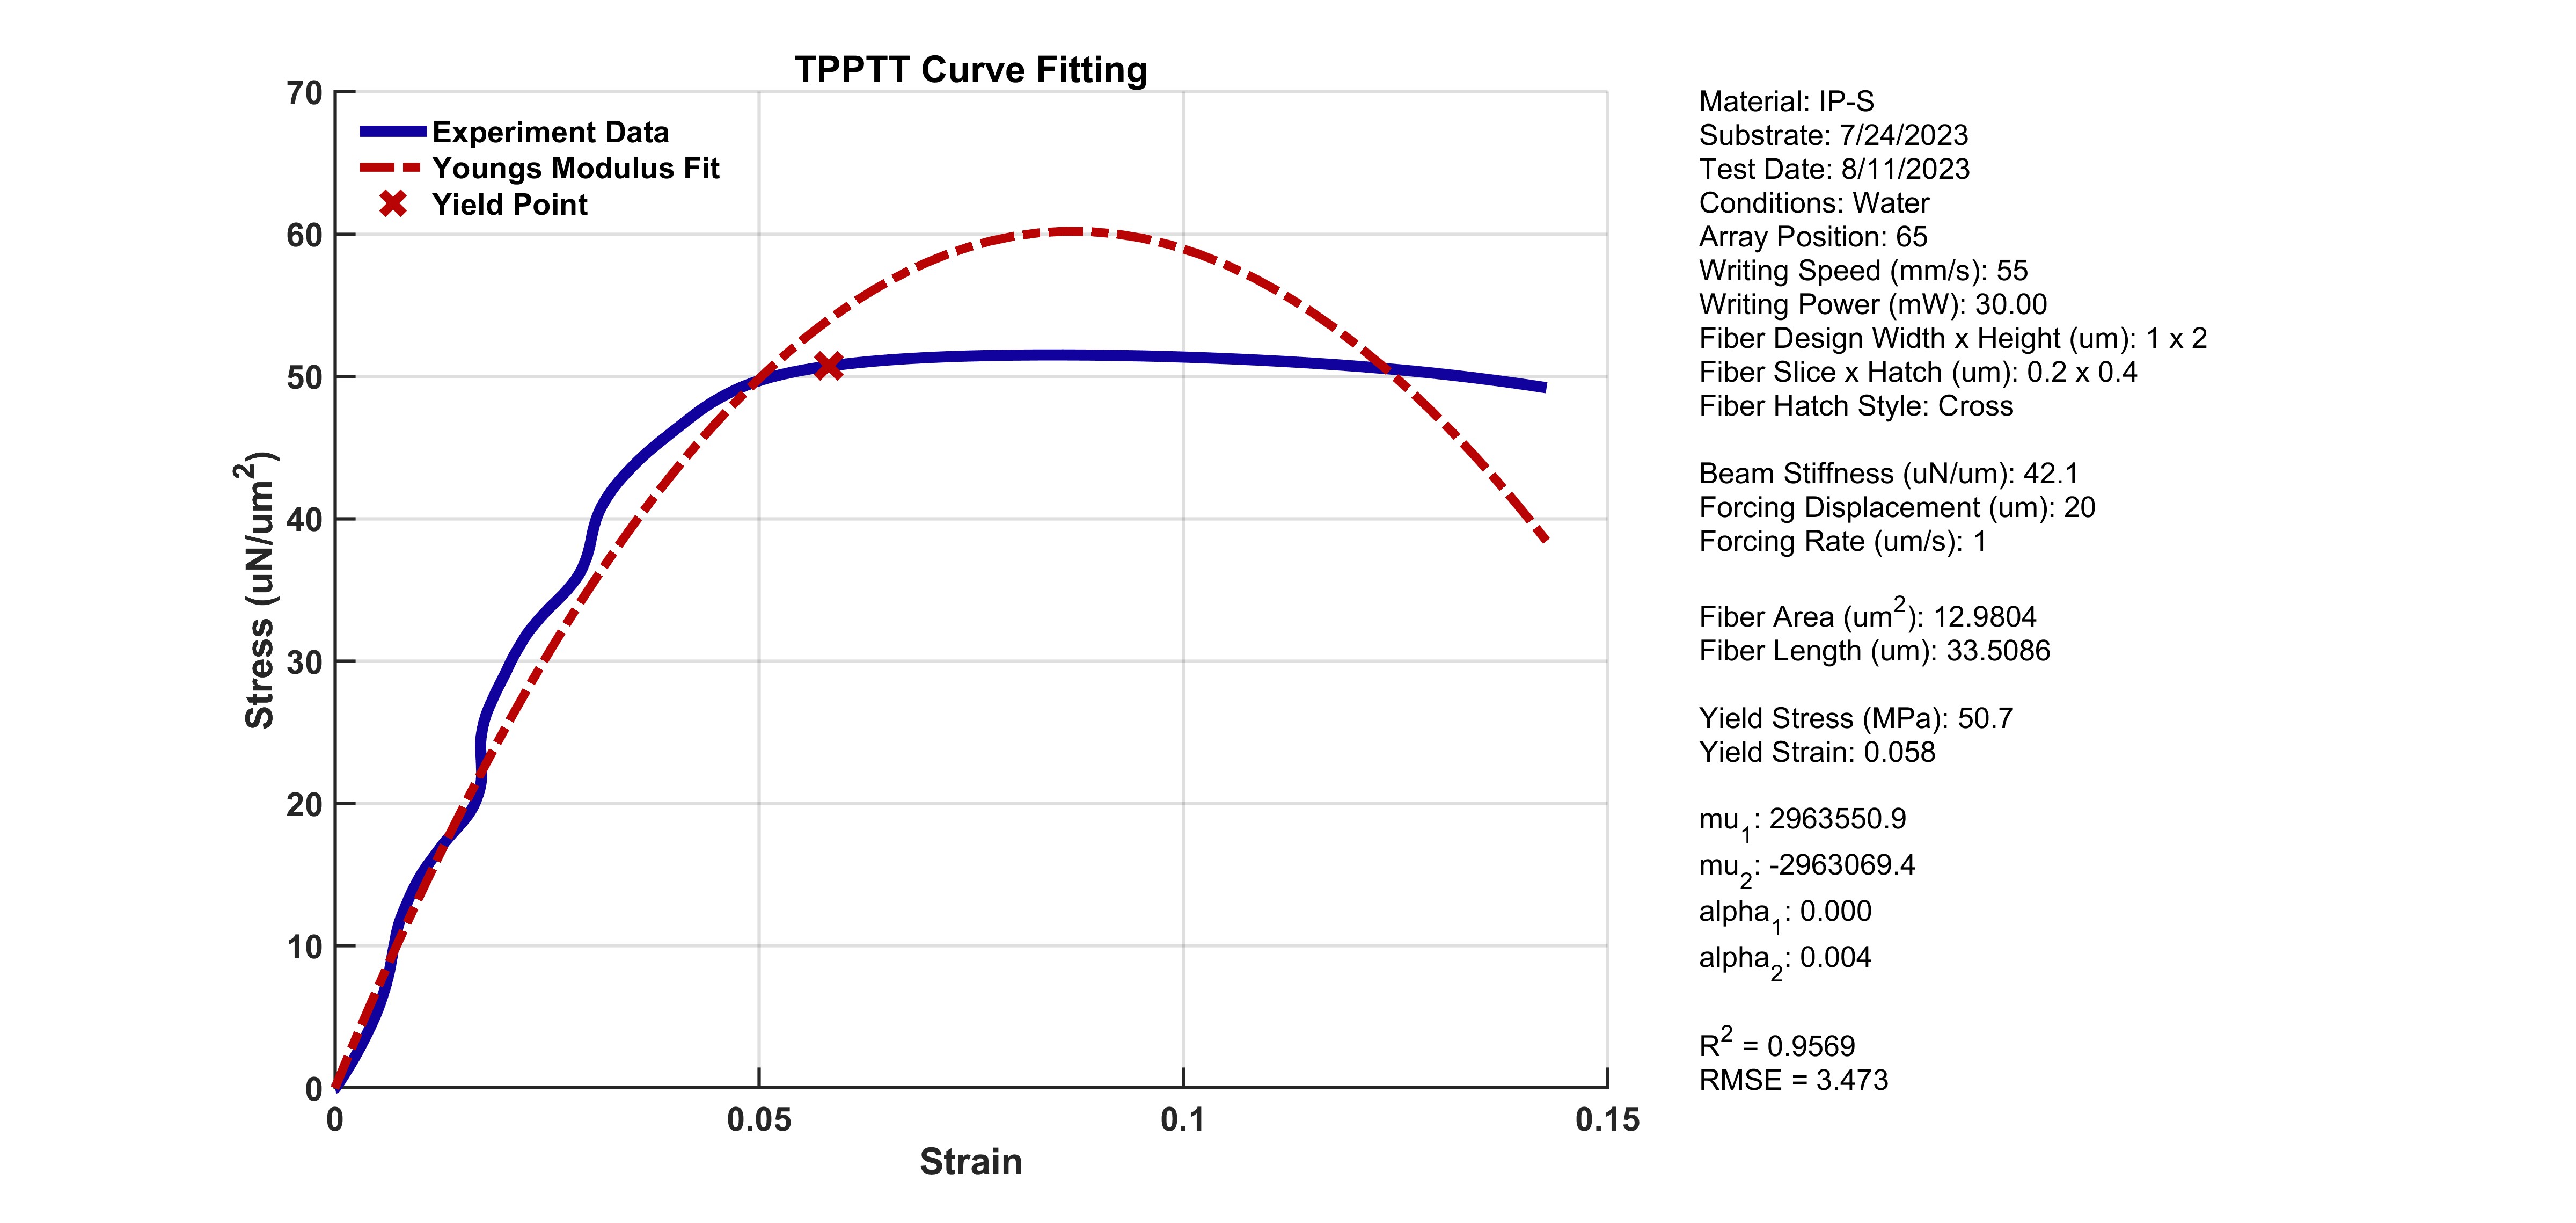 TPPTT Curve Fitting
70
60
50
40
30
20
10
0
Stress (uN/um²)
Experiment Data
Youngs Modulus Fit
Yield Point
0
0.05
0.1
0.15
Strain
Material: IP-S
Substrate: 7/24/2023
Test Date: 8/11/2023
Conditions: Water
Array Position: 65
Writing Speed (mm/s): 55
Writing Power (mW): 30.00
Fiber Design Width x Height (um): 1 x 2
Fiber Slice x Hatch (um): 0.2 x 0.4
Fiber Hatch Style: Cross
Beam Stiffness (uN/um): 42.1
Forcing Displacement (um): 20
Forcing Rate (um/s): 1
Fiber Area (um²): 12.9804
Fiber Length (um): 33.5086
Yield Stress (MPa): 50.7
Yield Strain: 0.058
mu₁: 2963550.9
mu₂: -2963069.4
alpha₁: 0.000
alpha₂: 0.004
R² = 0.9569
RMSE = 3.473